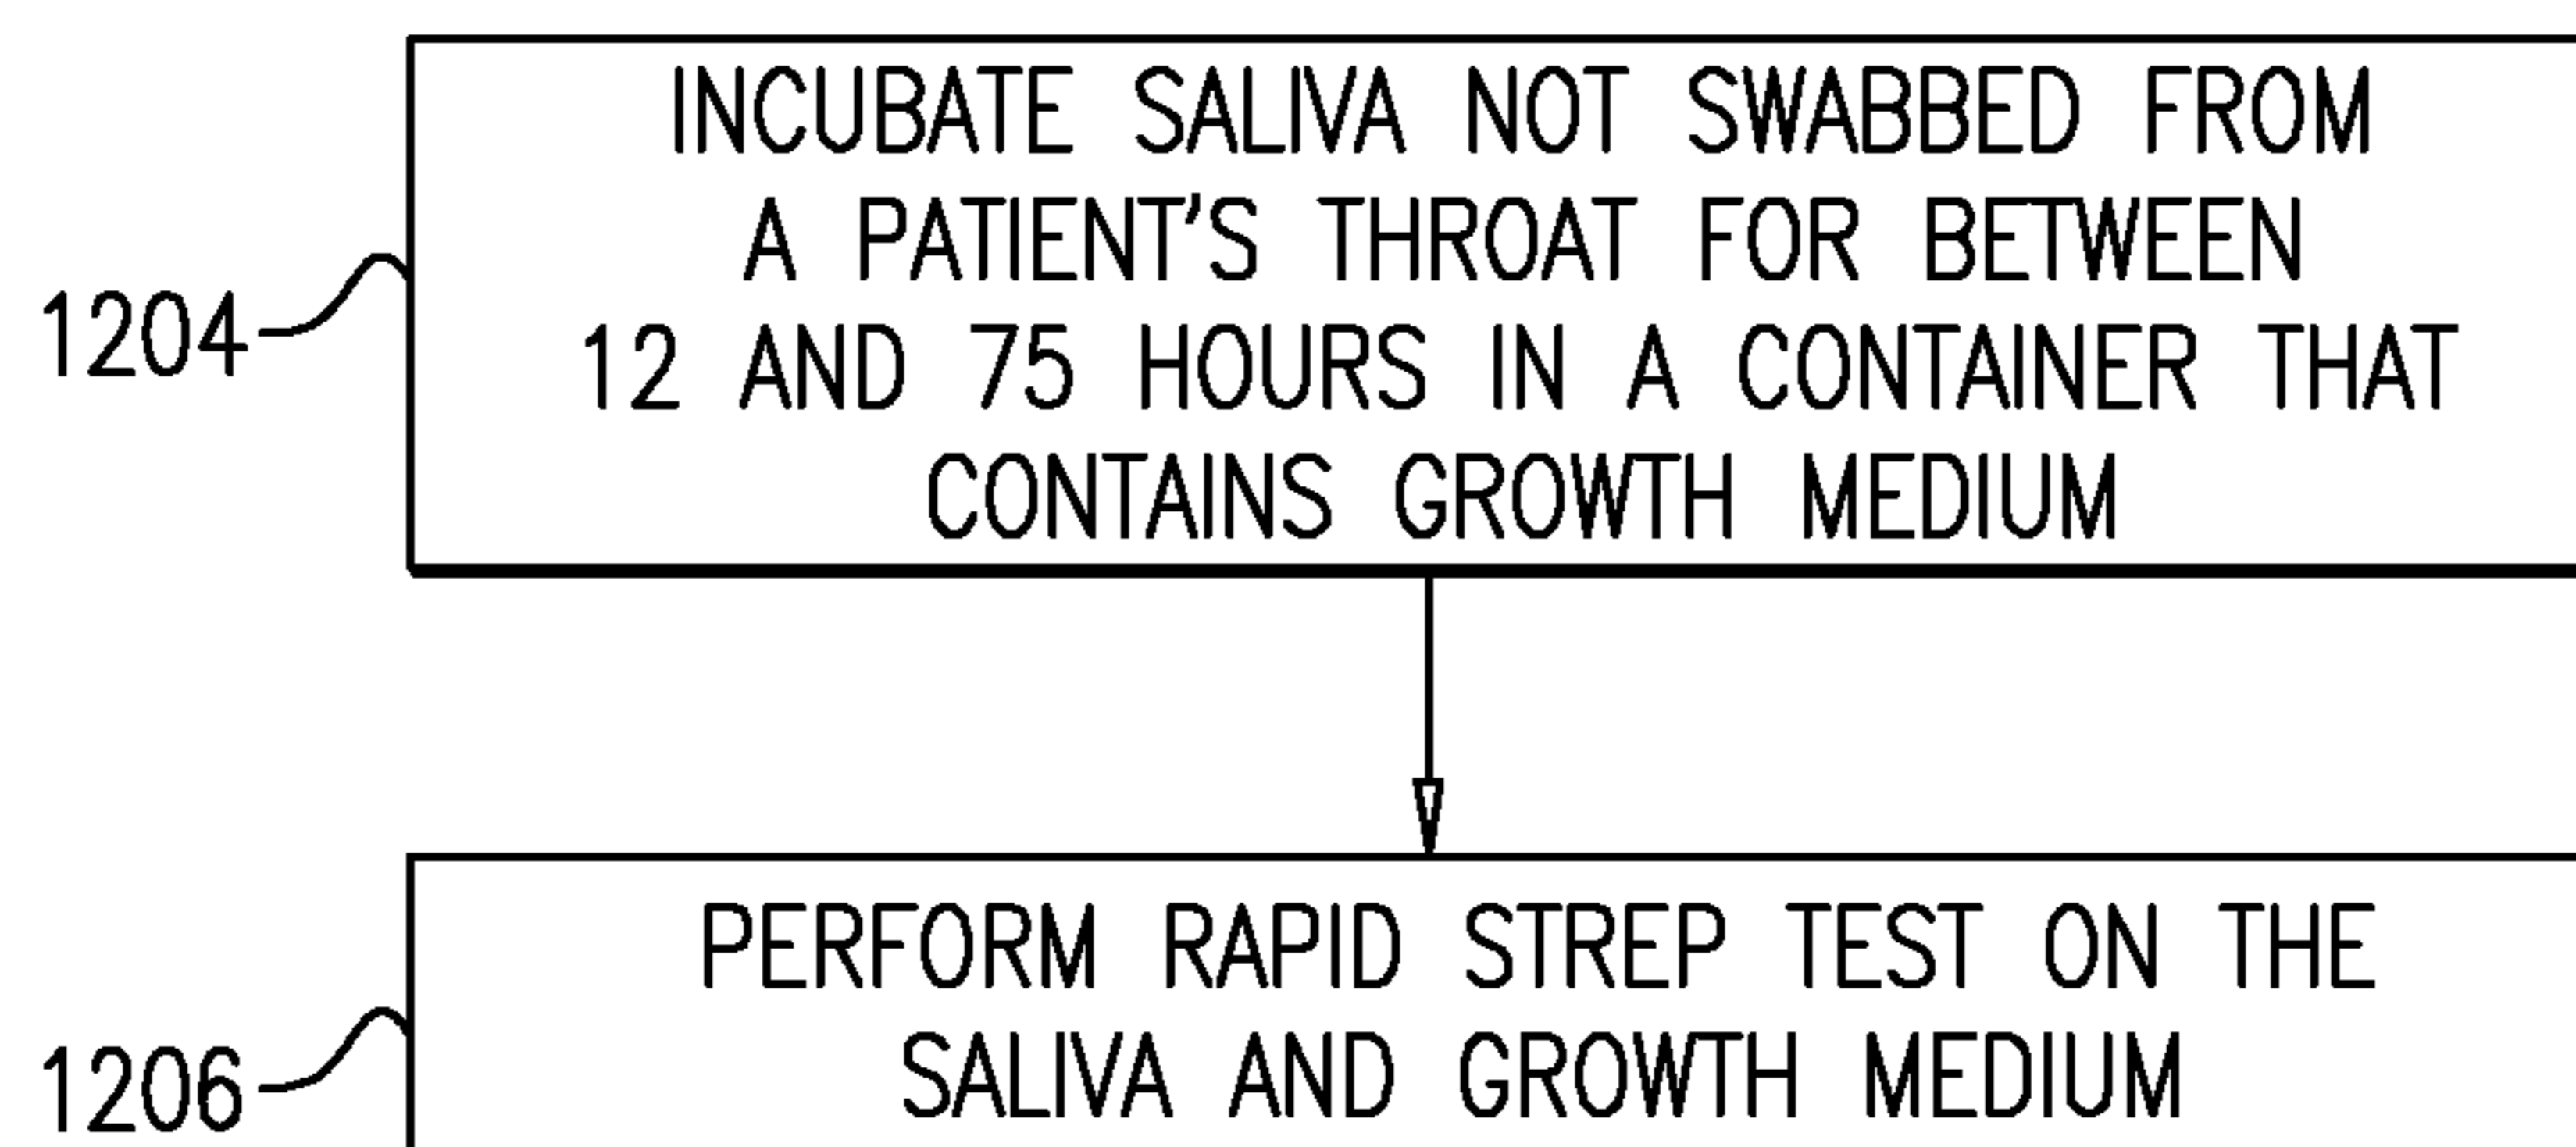 INCUBATE SALIVA NOT SWABBED FROM
A PATIENT'S THROAT FOR BETWEEN
1204
12 AND 75 HOURS IN A CONTAINER THAT
CONTAINS GROWTH MEDIUM
PERFORM RAPID STREP TEST ON THE
1206
SALIVA AND GROWTH MEDIUM